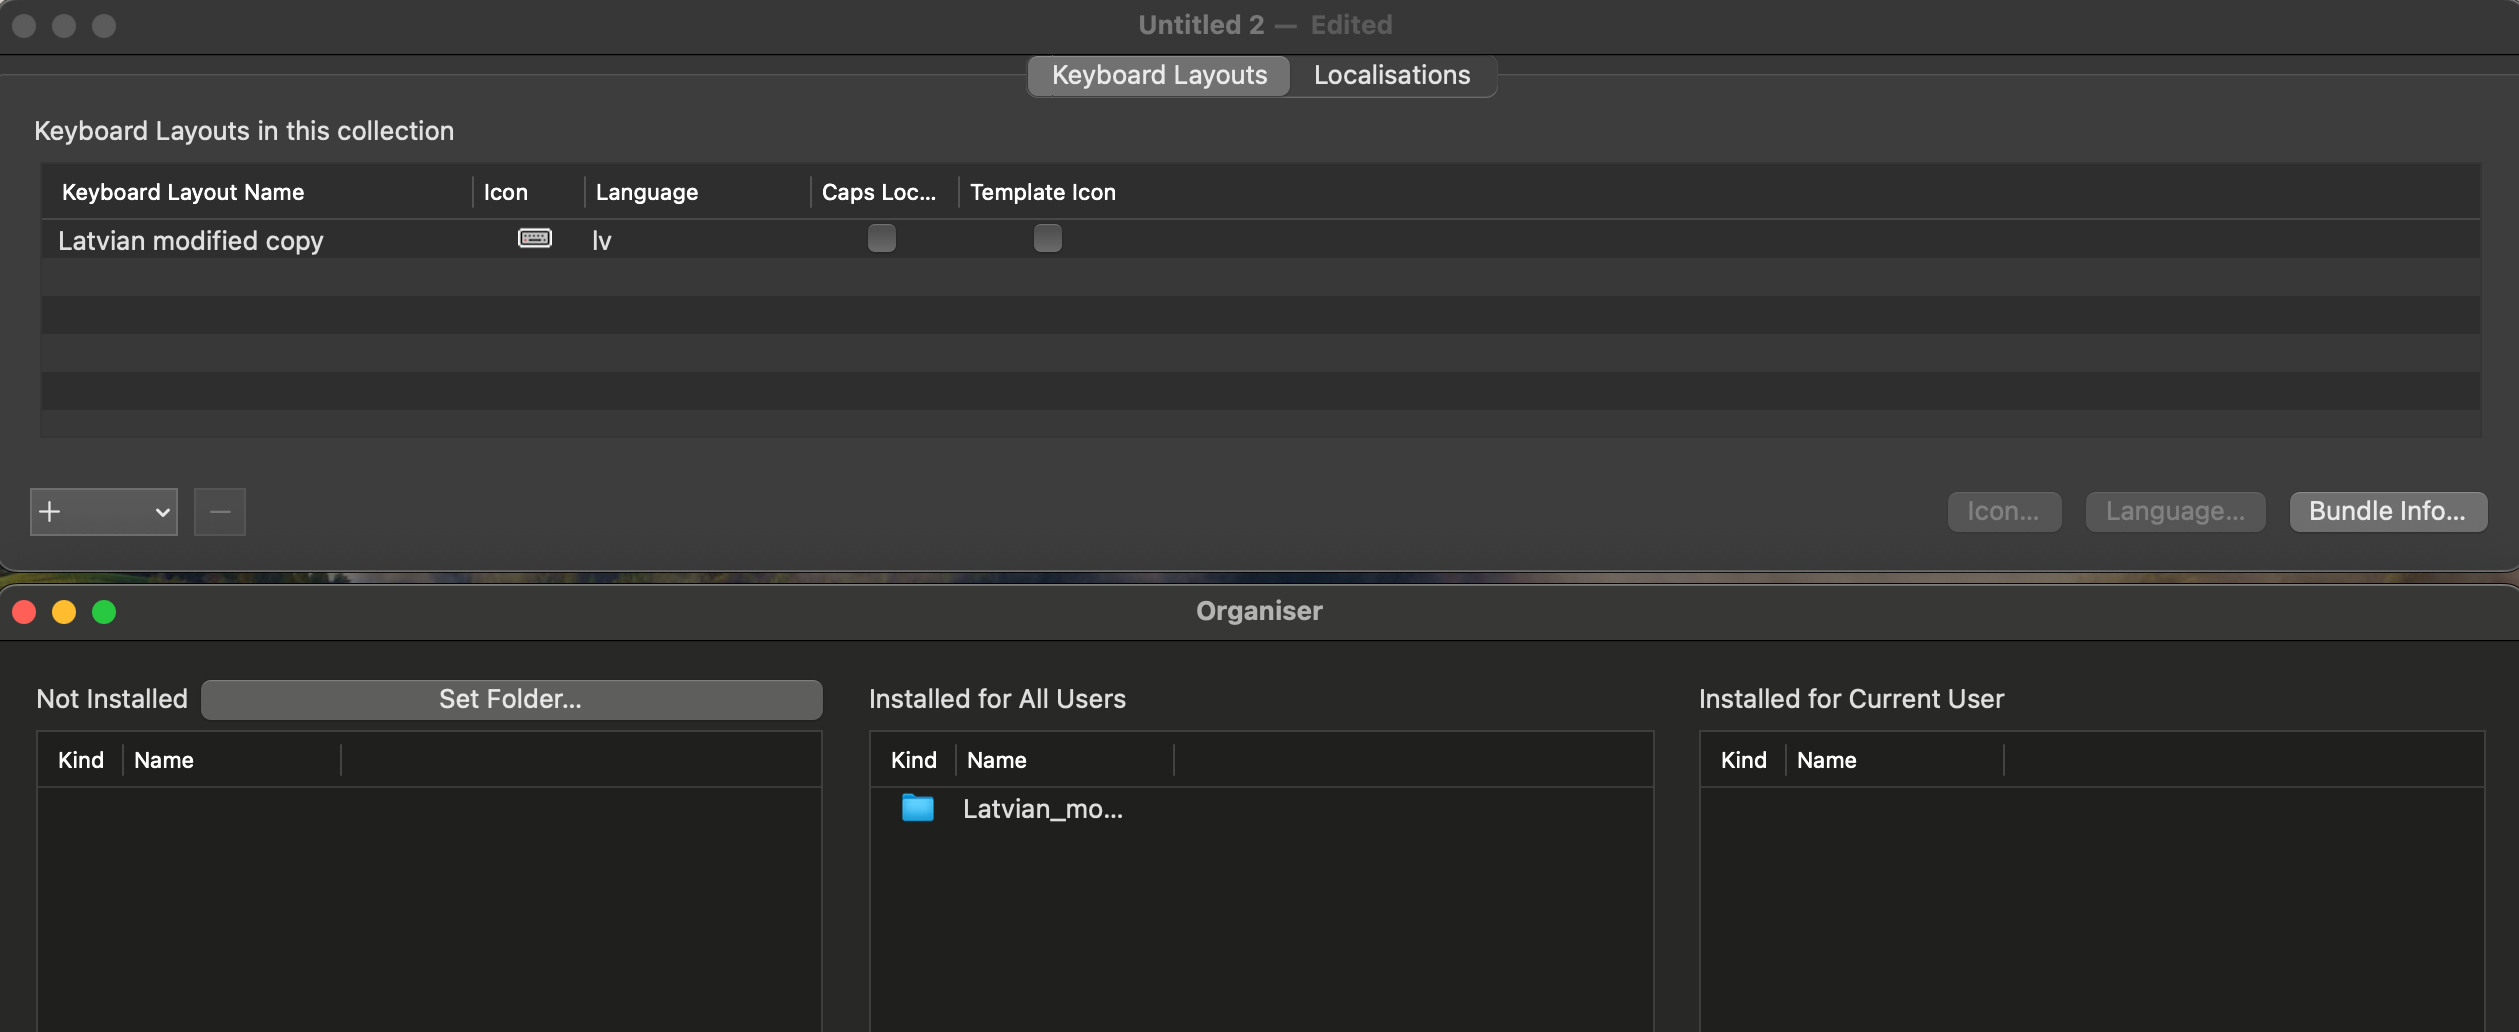 Untitled 2 — Edited
Keyboard Layouts Localisations
Keyboard Layouts in this collection
Keyboard Layout Name Icon Language Caps Loc... Template Icon
Latvian modified copy lv
Icon... Language... Bundle Info...
Organiser
Not Installed Set Folder... Installed for All Users Installed for Current User
Kind Name Kind Name Kind Name
Latvian_mo...